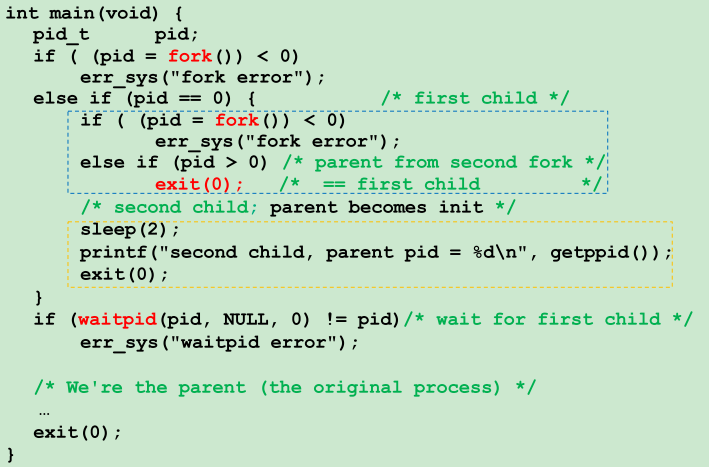 int main(void) {
pid_t pid;
if ( (pid = fork()) < 0)
err_sys("fork error");
else if (pid == 0) { /* first child */
if ( (pid = fork()) < 0)
err_sys("fork error");
else if (pid > 0) /* parent from second fork */
exit(0); /* == first child */
/* second child; parent becomes init */
sleep(2);
printf("second child, parent pid = %d\n", getppid());
exit(0);
}
if (waitpid(pid, NULL, 0) != pid)/* wait for first child */
err_sys("waitpid error");
/* We're the parent (the original process) */
…
exit(0);
}